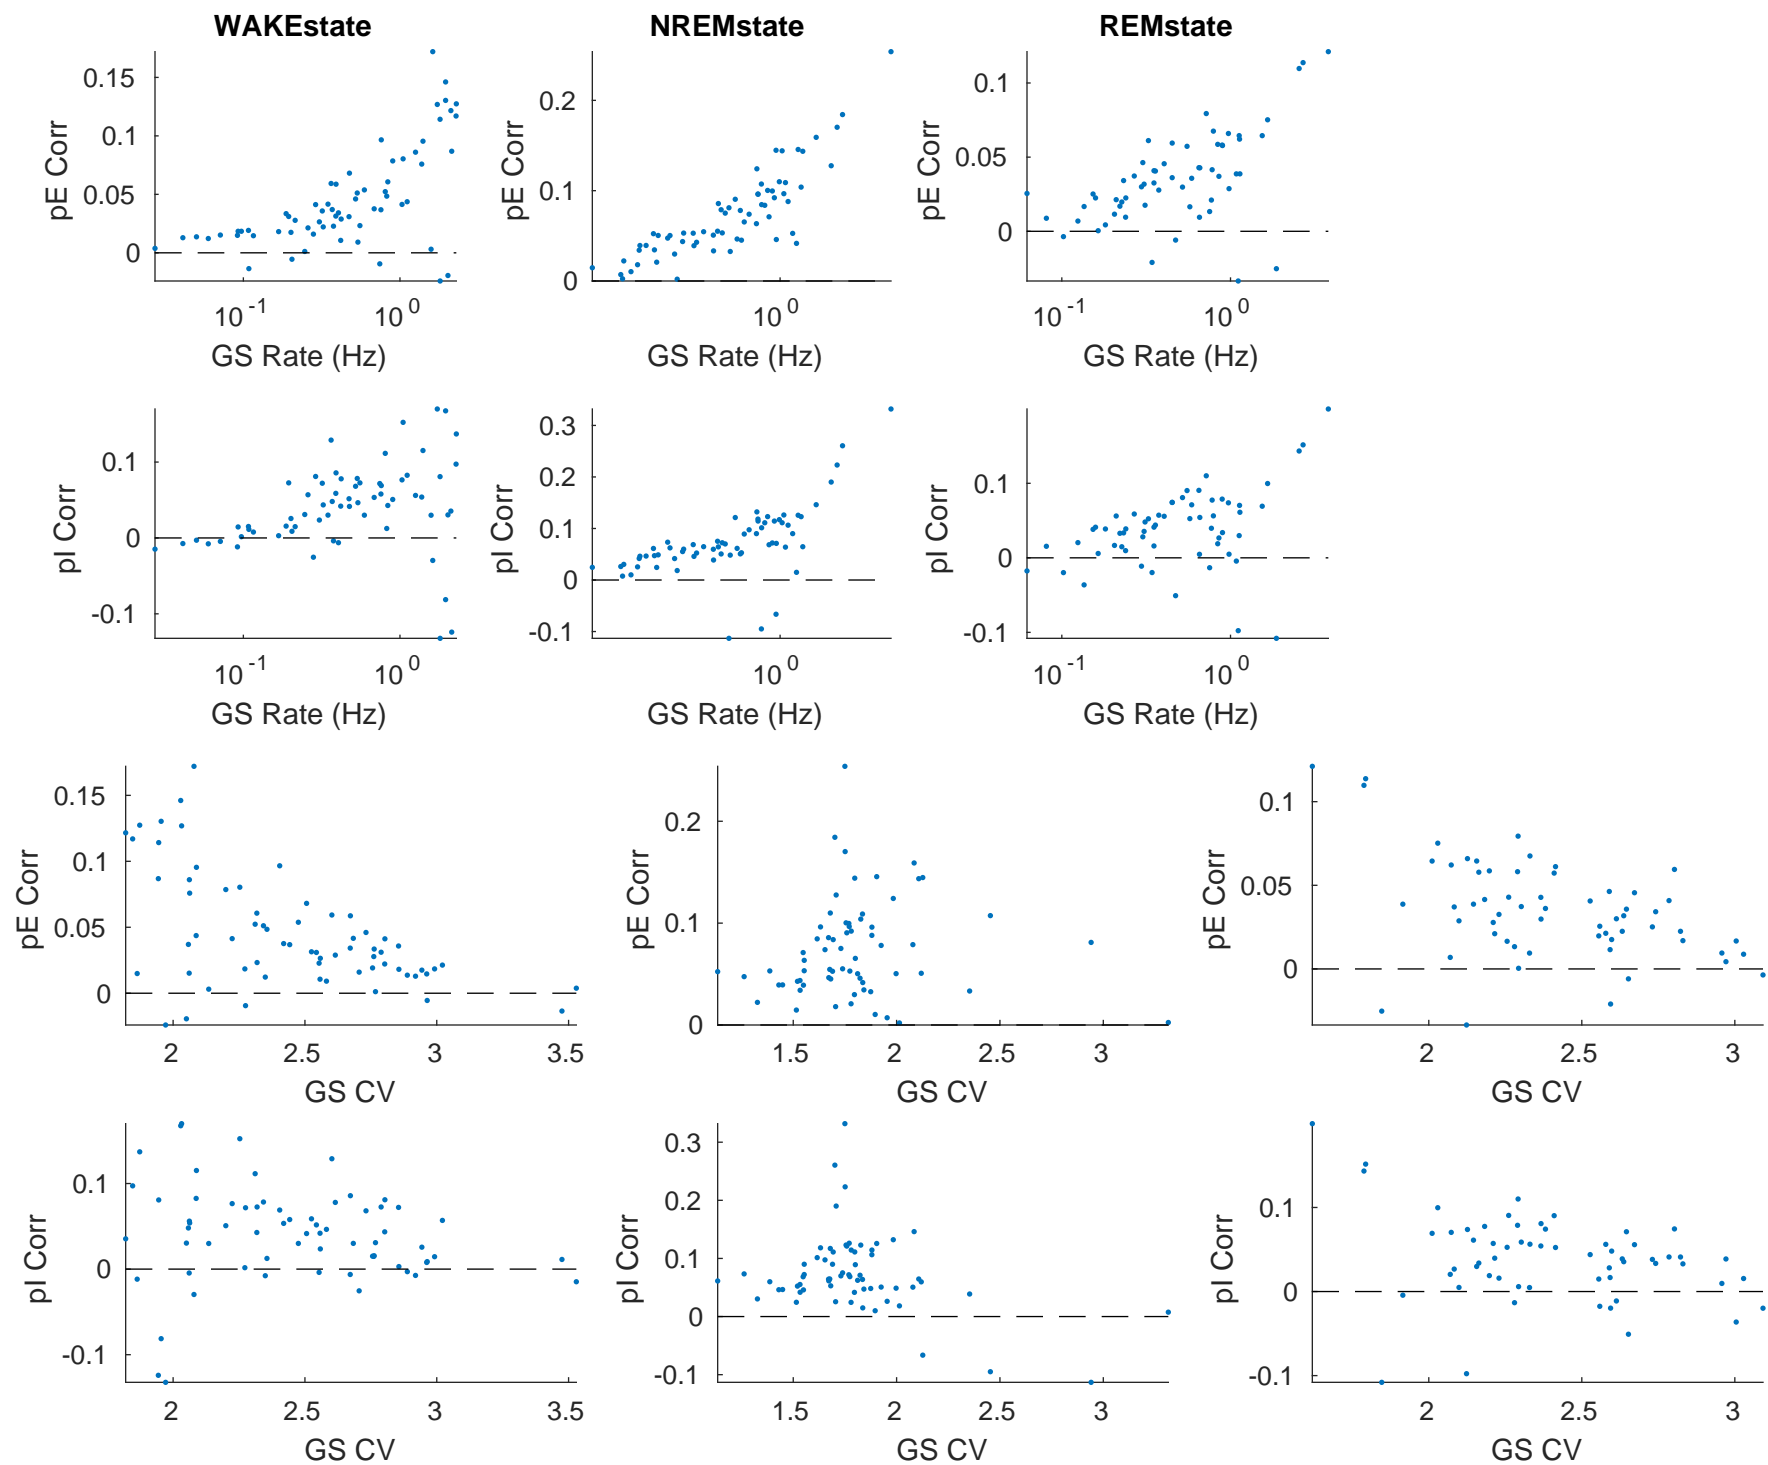 WAKEstate NREMstate REMstate
pE Corr 0.15 0.1 0.05 0 10^-1 10^0 GS Rate (Hz)
pE Corr 0.2 0.1 0 10^0 GS Rate (Hz)
pE Corr 0.1 0.05 0 10^-1 10^0 GS Rate (Hz)
pI Corr 0.1 0 -0.1 10^-1 10^0 GS Rate (Hz)
pI Corr 0.3 0.2 0.1 0 -0.1 10^0 GS Rate (Hz)
pI Corr 0.1 0 -0.1 10^-1 10^0 GS Rate (Hz)
pE Corr 0.15 0.1 0.05 0 2 2.5 3 3.5 GS CV
pE Corr 0.2 0.1 0 1.5 2 2.5 3 GS CV
pE Corr 0.1 0.05 0 2 2.5 3 GS CV
pI Corr 0.1 0 -0.1 2 2.5 3 3.5 GS CV
pI Corr 0.3 0.2 0.1 0 -0.1 1.5 2 2.5 3 GS CV
pI Corr 0.1 0 -0.1 2 2.5 3 GS CV